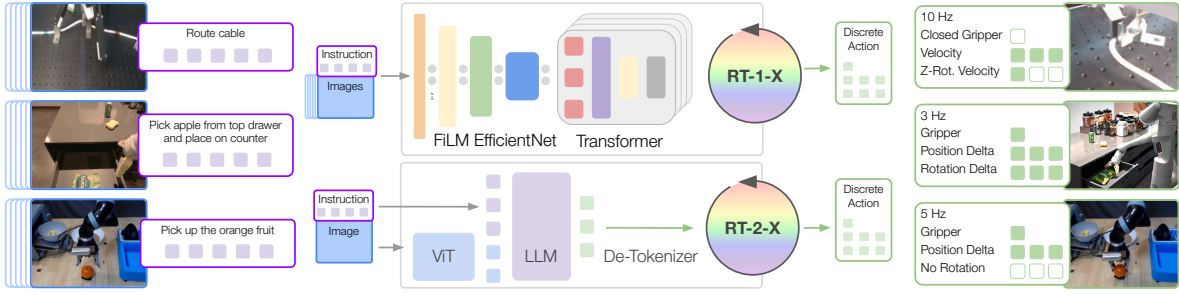 Route cable
Pick apple from top drawer
and place on counter
Pick up the orange fruit
Instruction
Images
FiLM EfficientNet
Transformer
RT-1-X
Discrete
Action
Instruction
Image
ViT
LLM
De-Tokenizer
RT-2-X
Discrete
Action
10 Hz
Closed Gripper
Velocity
Z-Rot. Velocity
3 Hz
Gripper
Position Delta
Rotation Delta
5 Hz
Gripper
Position Delta
No Rotation